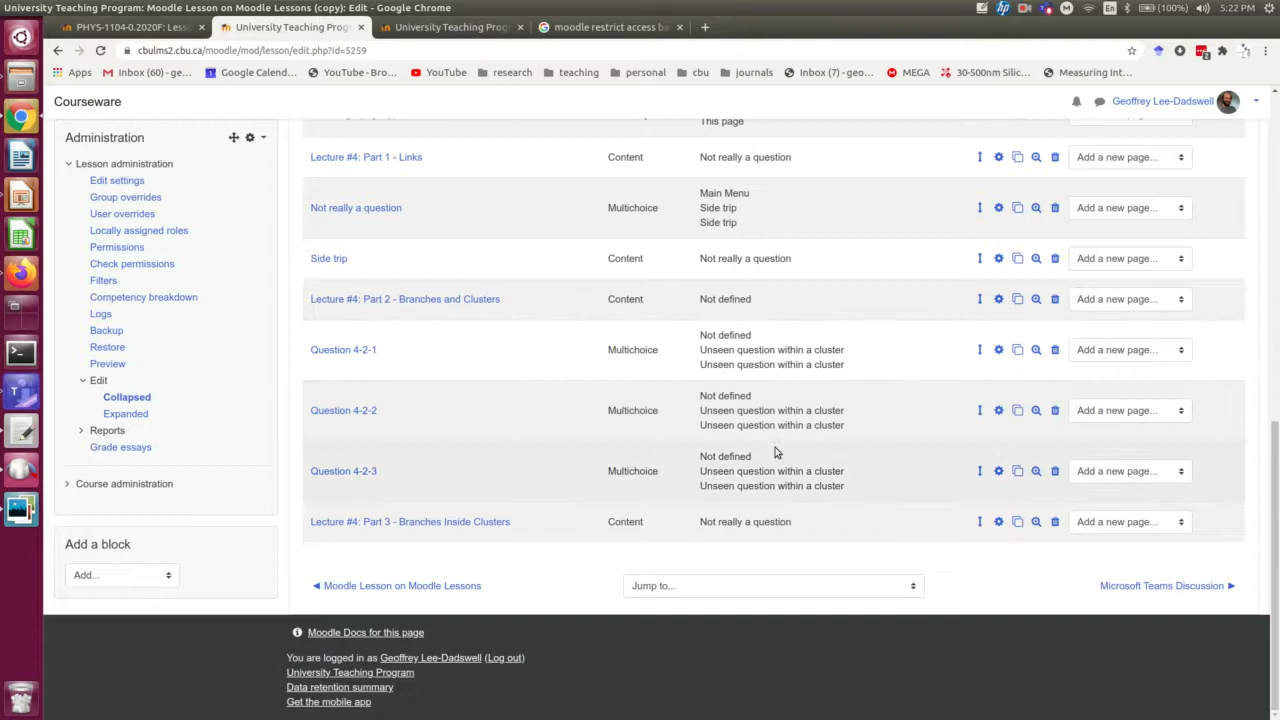 University Teaching Program: Moodle Lesson on Moodle Lessons (copy): Edit - Google Chrome
En
(100%)
5:22 PM
PHYS-1104-0.2020F: Lesso
University Teaching Program
University Teaching Program
moodle restrict access ba
cbulms2.cbu.ca/moodle/mod/lesson/edit.php?id=5259
Apps
Inbox (60) - ge...
Google Calend...
YouTube - Bro...
YouTube
research
teaching
personal
cbu
journals
Inbox (7) - geo...
MEGA
30-500nm Silic...
Measuring Int...
Courseware
Geoffrey Lee-Dadswell
Administration
Lesson administration
Edit settings
Group overrides
User overrides
Locally assigned roles
Permissions
Check permissions
Filters
Competency breakdown
Logs
Backup
Restore
Preview
Edit
Collapsed
Expanded
Reports
Grade essays
Course administration
Add a block
Add...
This page
Lecture #4: Part 1 - Links
Content
Not really a question
Add a new page...
Not really a question
Multichoice
Main Menu
Side trip
Side trip
Add a new page...
Side trip
Content
Not really a question
Add a new page...
Lecture #4: Part 2 - Branches and Clusters
Content
Not defined
Add a new page...
Question 4-2-1
Multichoice
Not defined
Unseen question within a cluster
Unseen question within a cluster
Add a new page...
Question 4-2-2
Multichoice
Not defined
Unseen question within a cluster
Unseen question within a cluster
Add a new page...
Question 4-2-3
Multichoice
Not defined
Unseen question within a cluster
Unseen question within a cluster
Add a new page...
Lecture #4: Part 3 - Branches Inside Clusters
Content
Not really a question
Add a new page...
◄ Moodle Lesson on Moodle Lessons
Jump to...
Microsoft Teams Discussion ►
Moodle Docs for this page
You are logged in as Geoffrey Lee-Dadswell (Log out)
University Teaching Program
Data retention summary
Get the mobile app